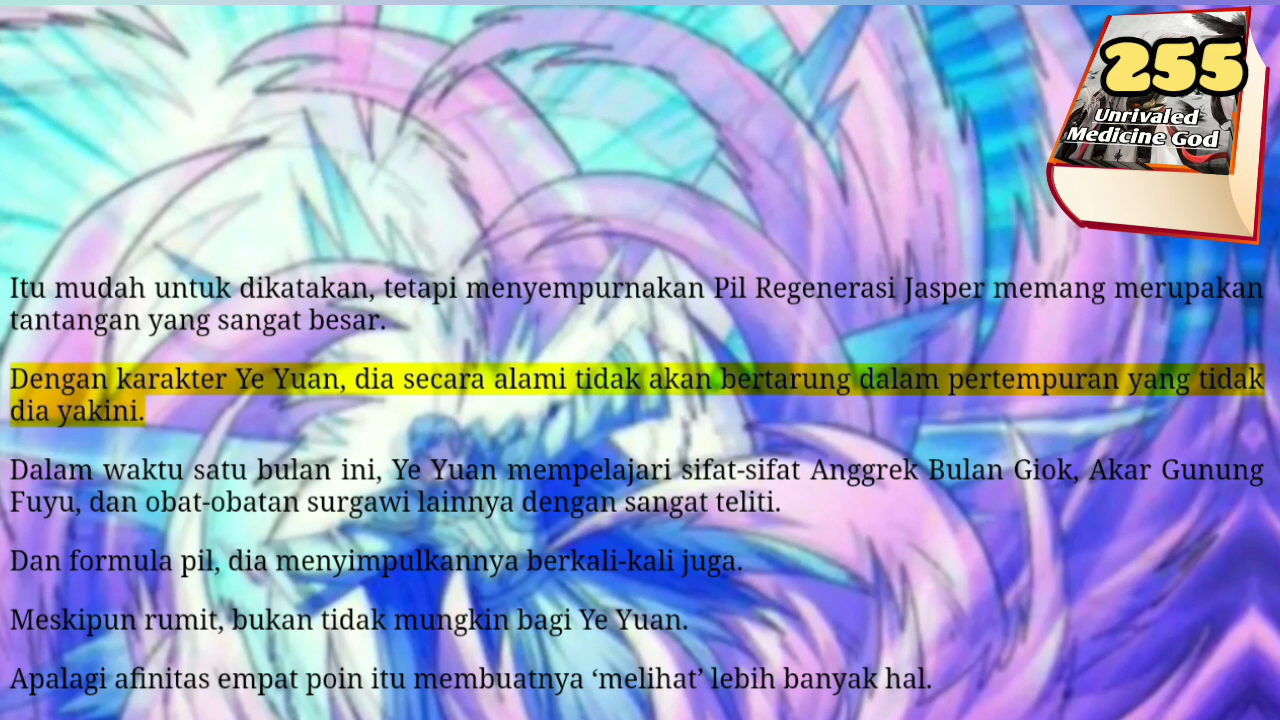 255
Unrivaled
Medicine God
Itu mudah untuk dikatakan, tetapi menyempurnakan Pil Regenerasi Jasper memang merupakan
tantangan yang sangat besar.
Dengan karakter Ye Yuan, dia secara alami tidak akan bertarung dalam pertempuran yang tidak
dia yakini.
Dalam waktu satu bulan ini, Ye Yuan mempelajari sifat-sifat Anggrek Bulan Giok, Akar Gunung
Fuyu, dan obat-obatan surgawi lainnya dengan sangat teliti.
Dan formula pil, dia menyimpulkannya berkali-kali juga.
Meskipun rumit, bukan tidak mungkin bagi Ye Yuan.
Apalagi afinitas empat poin itu membuatnya ‘melihat’ lebih banyak hal.